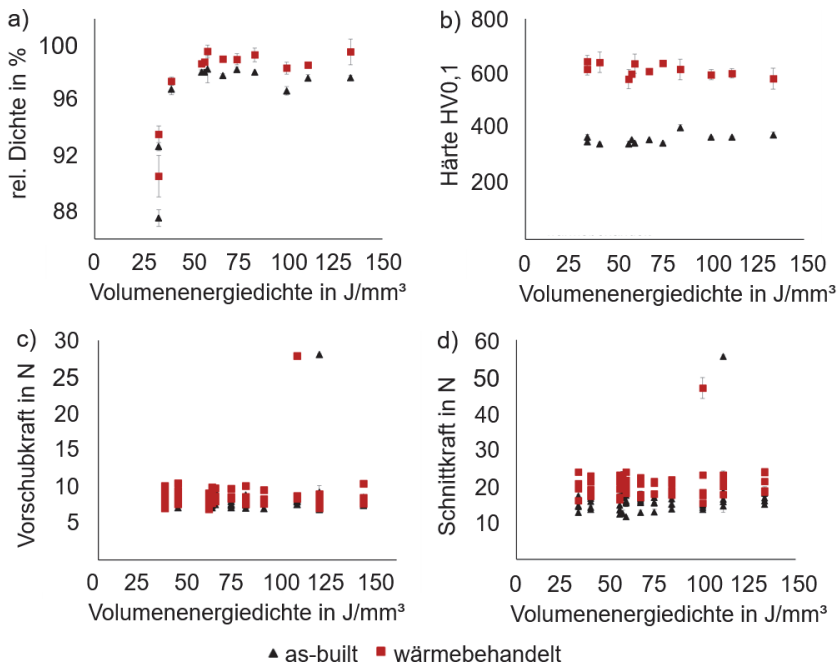 a)
rel. Dichte in %
100
96
92
88
0 25 50 75 100 125 150
Volumenenergiedichte in J/mm³
b)
Härte HV0,1
800
600
400
200
0 25 50 75 100 125 150
Volumenenergiedichte in J/mm³
c)
Vorschubkraft in N
30
25
20
15
10
5
0 25 50 75 100 125 150
Volumenenergiedichte in J/mm³
d)
Schnittkraft in N
60
50
40
30
20
10
0 25 50 75 100 125 150
Volumenenergiedichte in J/mm³
as-built wärmebehandelt